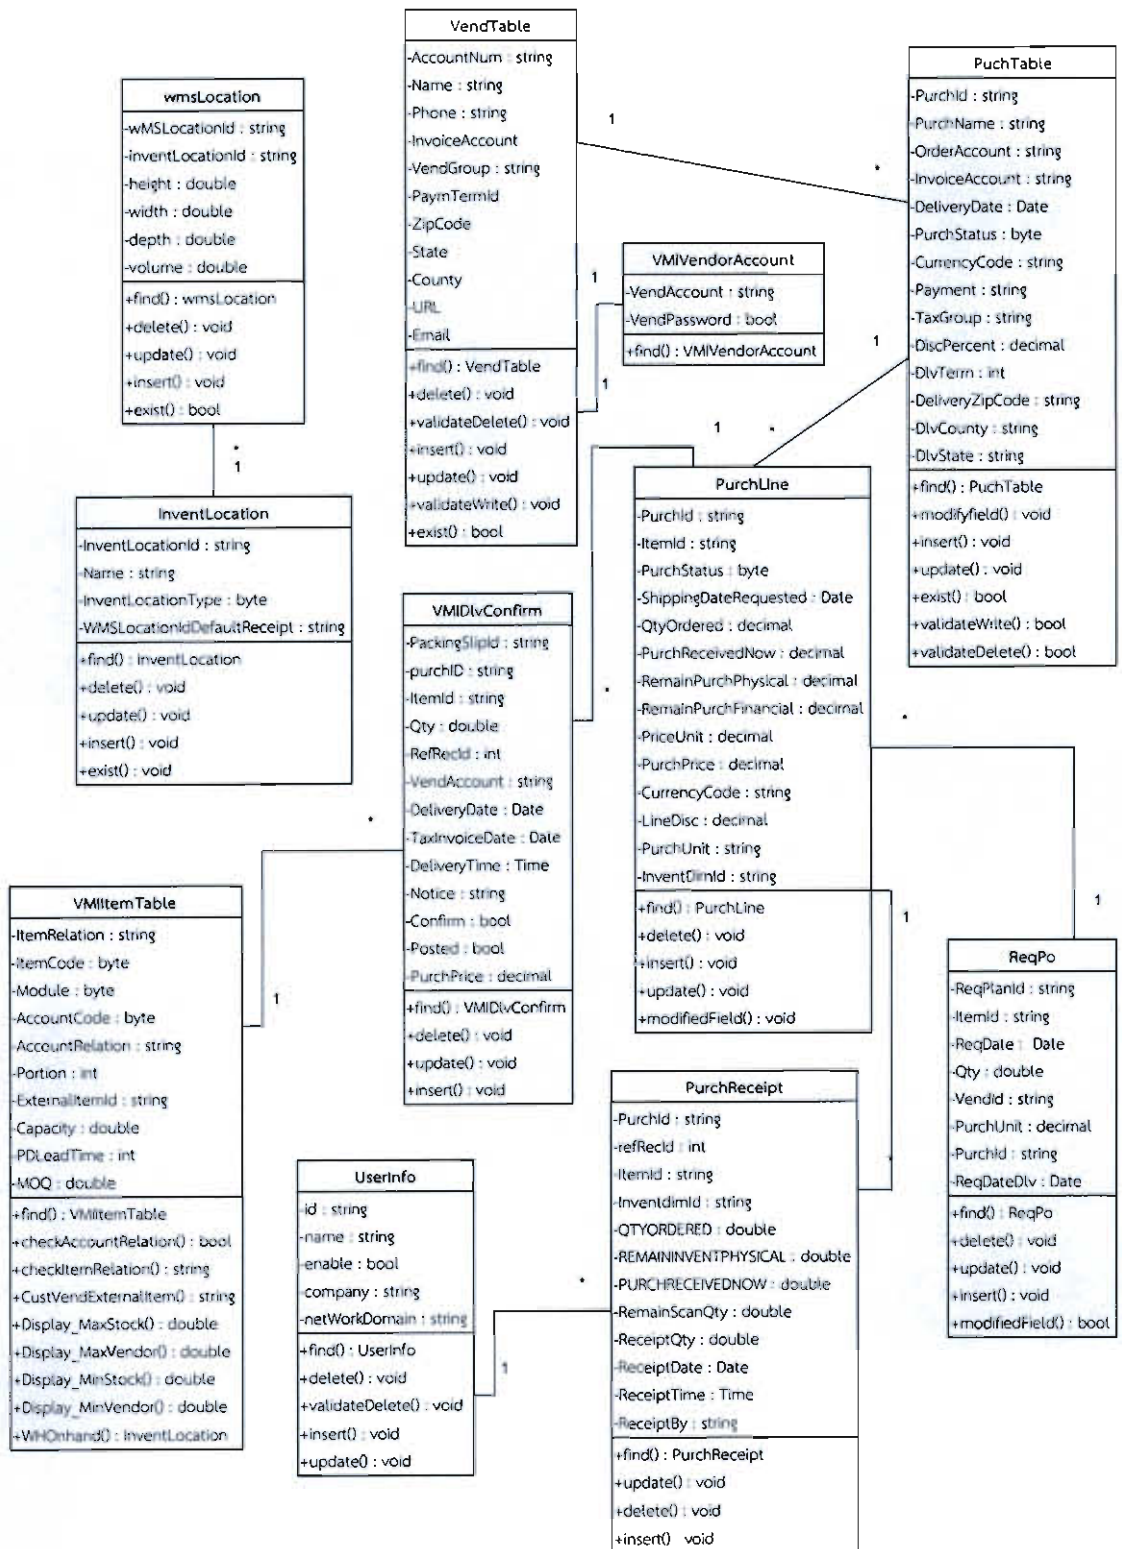 VendTable
-AccountNum : string
-Name : string
-Phone : string
-InvoiceAccount
-VendGroup : string
-PaymTermId
-ZipCode
-State
-County
-URL
-Email
+find() : VendTable
+delete() : void
+validateDelete() : void
+insert() : void
+update() : void
+validateWrite() : void
+exist() : bool
1
*
PuchTable
-PurchId : string
-PurchName : string
-OrderAccount : string
-InvoiceAccount : string
-DeliveryDate : Date
-PurchStatus : byte
-CurrencyCode : string
-Payment : string
-TaxGroup : string
-DiscPercent : decimal
-DlvTerm : int
-DeliveryZipCode : string
-DlvCounty : string
-DlvState : string
+find() : PuchTable
+modifyfield() : void
+insert() : void
+update() : void
+exist() : bool
+validateWrite() : bool
+validateDelete() : bool
wmsLocation
-wMSLocationId : string
-inventLocationId : string
-height : double
-width : double
-depth : double
-volume : double
+find() : wmsLocation
+delete() : void
+update() : void
+insert() : void
+exist() : bool
*
1
VMIVendorAccount
-VendAccount : string
-VendPassword : bool
+find() : VMIVendorAccount
1
1
1
*
1
InventLocation
-InventLocationId : string
-Name : string
-InventLocationType : byte
-WMSLocationIdDefaultReceipt : string
+find() : InventLocation
+delete() : void
+update() : void
+insert() : void
+exist() : void
PurchLine
-PurchId : string
-ItemId : string
-PurchStatus : byte
-ShippingDateRequested : Date
-QtyOrdered : decimal
-PurchReceivedNow : decimal
-RemainPurchPhysical : decimal
-RemainPurchFinancial : decimal
-PriceUnit : decimal
-PurchPrice : decimal
-CurrencyCode : string
-LineDisc : decimal
-PurchUnit : string
-InventDimId : string
+find() : PurchLine
+delete() : void
+insert() : void
+update() : void
+modifiedField() : void
VMIDlvConfirm
-PackingSlipId : string
-purchID : string
-ItemId : string
-Qty : double
-RefRecId : int
-VendAccount : string
-DeliveryDate : Date
-TaxInvoiceDate : Date
-DeliveryTime : Time
-Notice : string
-Confirm : bool
-Posted : bool
-PurchPrice : decimal
+find() : VMIDlvConfirm
+delete() : void
+update() : void
+insert() : void
*
*
*
1
1
1
VMIItemTable
-ItemRelation : string
-ItemCode : byte
-Module : byte
-AccountCode : byte
-AccountRelation : string
-Portion : int
-ExternalItemId : string
-Capacity : double
-PDLeadTime : int
-MOQ : double
+find() : VMIItemTable
+checkAccountRelation() : bool
+checkItemRelation() : string
+CustVendExternalItem() : string
+Display_MaxStock() : double
+Display_MaxVendor() : double
+Display_MinStock() : double
+Display_MinVendor() : double
+WHOnhand() : InventLocation
ReqPo
-ReqPlanId : string
-ItemId : string
-ReqDate : Date
-Qty : double
-VendId : string
-PurchUnit : decimal
-PurchId : string
-ReqDateDlv : Date
+find() : ReqPo
+delete() : void
+update() : void
+insert() : void
+modifiedField() : bool
PurchReceipt
-PurchId : string
-refRecId : int
-ItemId : string
-InventdimId : string
-QTYORDERED : double
-REMAININVENTPHYSICAL : double
-PURCHRECEIVEDNOW : double
-RemainScanQty : double
-ReceiptQty : double
-ReceiptDate : Date
-ReceiptTime : Time
-ReceiptBy : string
+find() : PurchReceipt
+update() : void
+delete() : void
+insert() void
*
*
1
UserInfo
-id : string
-name : string
-enable : bool
-company : string
-netWorkDomain : string
+find() : UserInfo
+delete() : void
+validateDelete() : void
+insert() : void
+update() : void